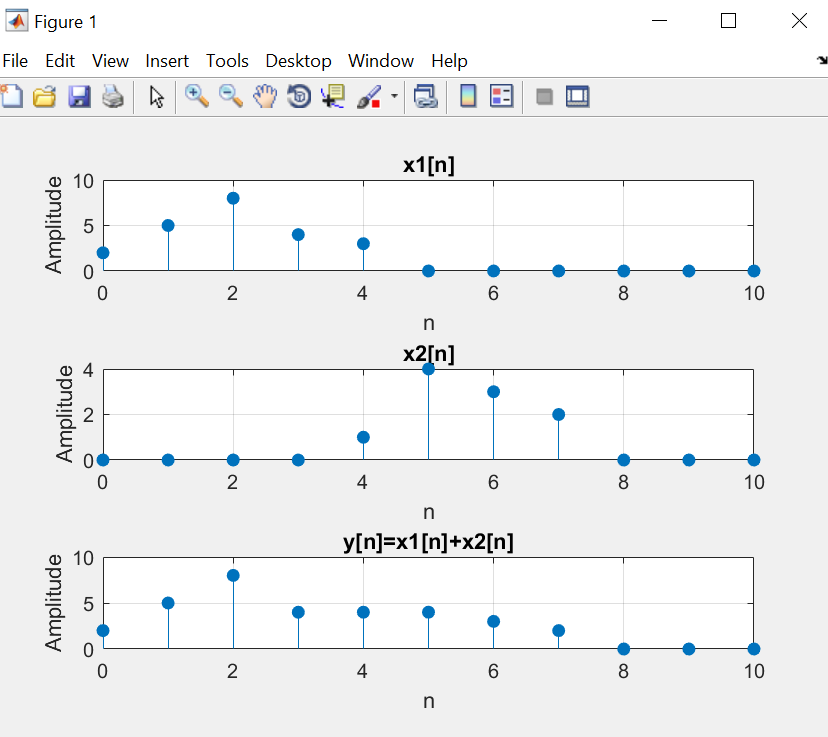 Figure 1
File Edit View Insert Tools Desktop Window Help
x1[n]
Amplitude
10
5
0
0 2 4 6 8 10
n
x2[n]
Amplitude
4
2
0
0 2 4 6 8 10
n
y[n]=x1[n]+x2[n]
Amplitude
10
5
0
0 2 4 6 8 10
n